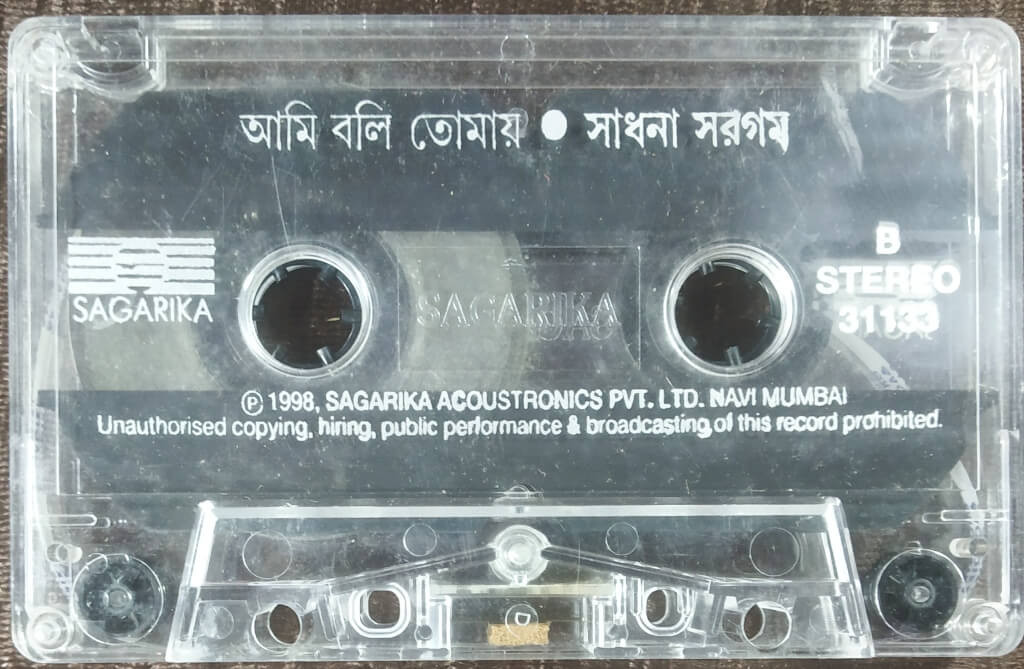 আমি বলি তোমায় ● সাধনা সরগম
SAGARIKA
SAGARIKA
B
STEREO
31133
Ⓟ 1998, SAGARIKA ACOUSTRONICS PVT. LTD. NAVI MUMBAI
Unauthorised copying, hiring, public performance & broadcasting of this record prohibited.